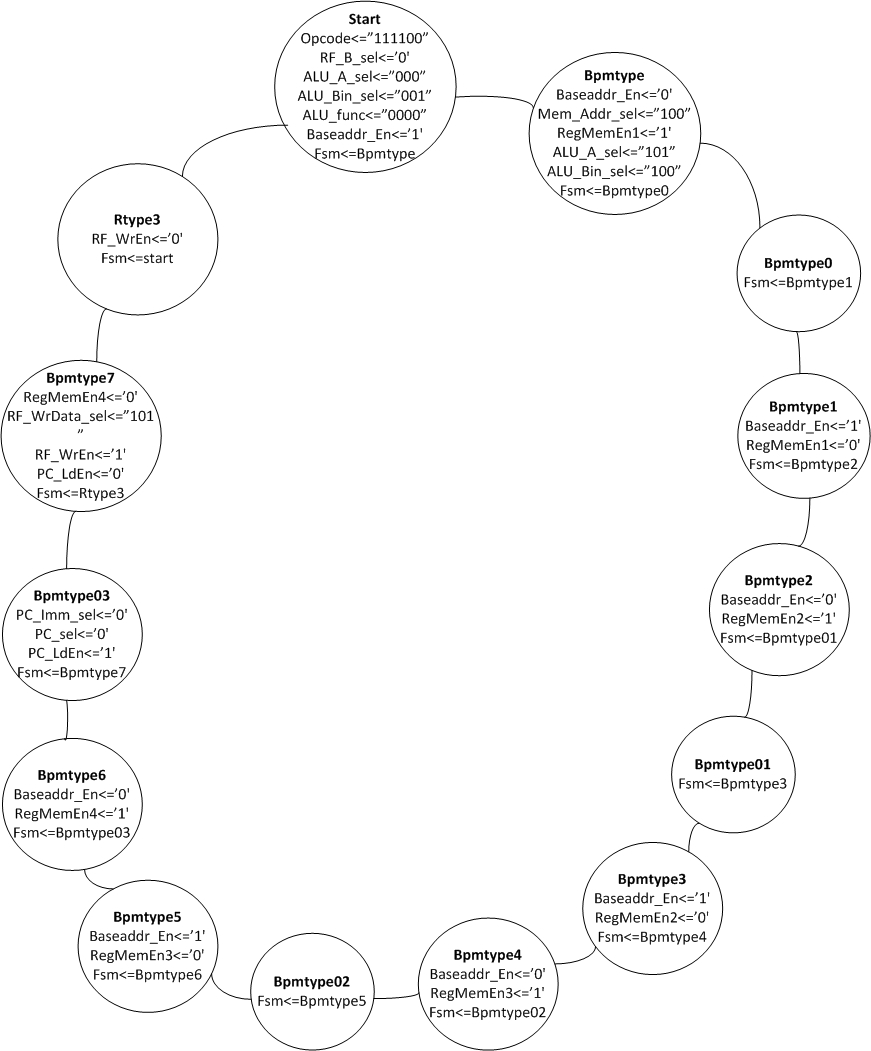 Start
Opcode<=”111100”
RF_B_sel<=’0'
ALU_A_sel<=”000”
ALU_Bin_sel<=”001”
ALU_func<=”0000”
Baseaddr_En<=’1'
Fsm<=Bpmtype
Bpmtype
Baseaddr_En<=’0'
Mem_Addr_sel<=”100”
RegMemEn1<=’1'
ALU_A_sel<=”101”
ALU_Bin_sel<=”100”
Fsm<=Bpmtype0
Bpmtype0
Fsm<=Bpmtype1
Bpmtype1
Baseaddr_En<=’1'
RegMemEn1<=’0'
Fsm<=Bpmtype2
Bpmtype2
Baseaddr_En<=’0'
RegMemEn2<=’1'
Fsm<=Bpmtype01
Bpmtype01
Fsm<=Bpmtype3
Bpmtype3
Baseaddr_En<=’1'
RegMemEn2<=’0'
Fsm<=Bpmtype4
Bpmtype4
Baseaddr_En<=’0'
RegMemEn3<=’1'
Fsm<=Bpmtype02
Bpmtype02
Fsm<=Bpmtype5
Bpmtype5
Baseaddr_En<=’1'
RegMemEn3<=’0'
Fsm<=Bpmtype6
Bpmtype6
Baseaddr_En<=’0'
RegMemEn4<=’1'
Fsm<=Bpmtype03
Bpmtype03
PC_Imm_sel<=’0'
PC_sel<=’0'
PC_LdEn<=’1'
Fsm<=Bpmtype7
Bpmtype7
RegMemEn4<=’0'
RF_WrData_sel<=”101
”
RF_WrEn<=’1'
PC_LdEn<=’0'
Fsm<=Rtype3
Rtype3
RF_WrEn<=’0'
Fsm<=start